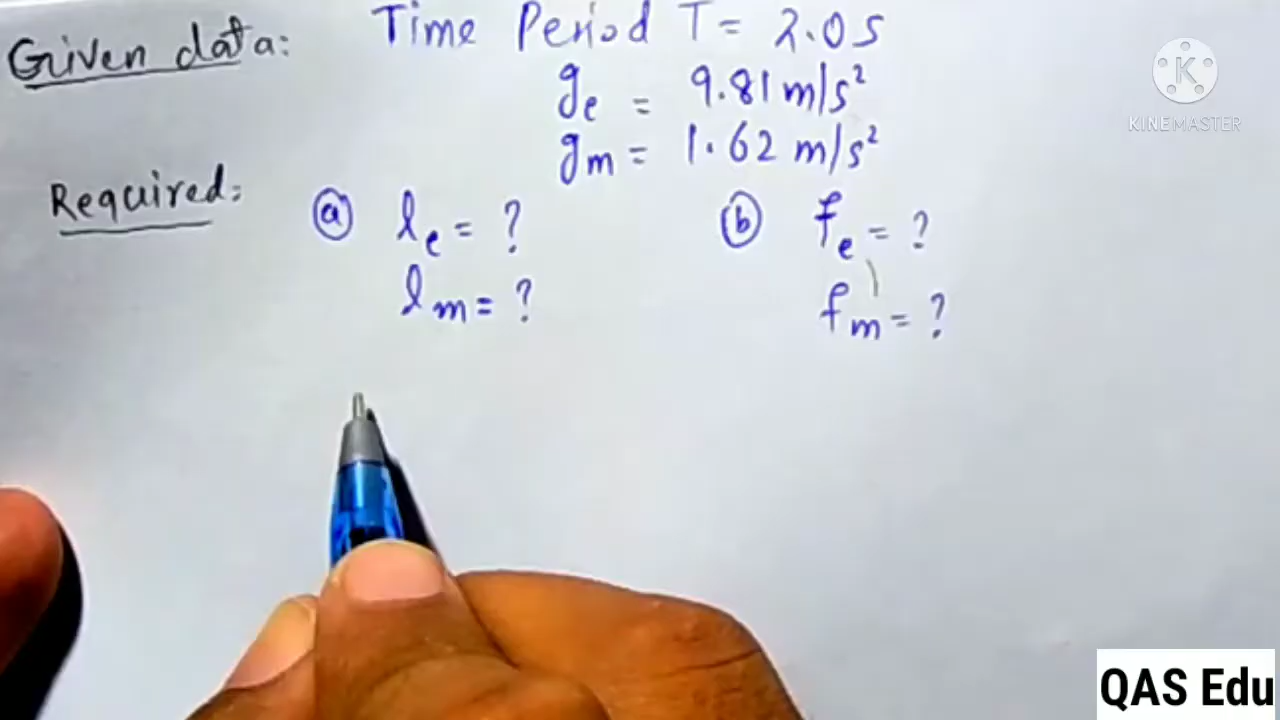 Given data: Time Period T = 2.0s
ge = 9.81 m/s²
gm = 1.62 m/s²
Required:
ⓐ le = ? ⓑ fe = ?
lm = ? fm = ?
KINEMASTER
QAS Edu